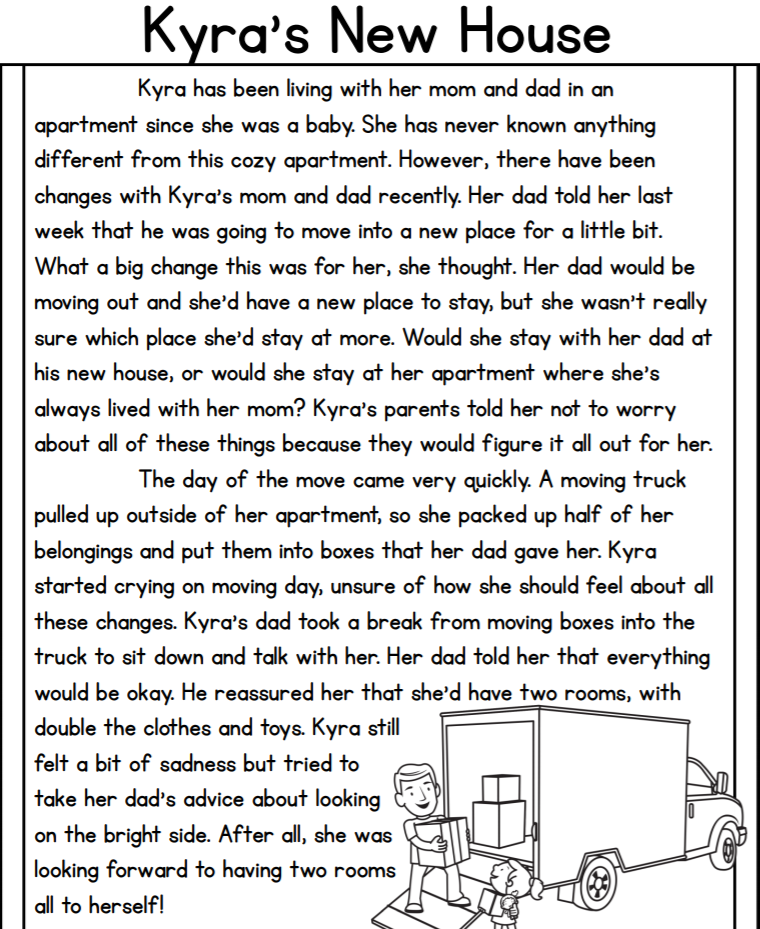 Kyra's New House
Kyra has been living with her mom and dad in an
apartment since she was a baby. She has never known anything
different from this cozy apartment. However, there have been
changes with Kyra's mom and dad recently. Her dad told her last
week that he was going to move into a new place for a little bit.
What a big change this was for her, she thought. Her dad would be
moving out and she'd have a new place to stay, but she wasn't really
sure which place she'd stay at more. Would she stay with her dad at
his new house, or would she stay at her apartment where she's
always lived with her mom? Kyra's parents told her not to worry
about all of these things because they would figure it all out for her.
The day of the move came very quickly. A moving truck
pulled up outside of her apartment, so she packed up half of her
belongings and put them into boxes that her dad gave her. Kyra
started crying on moving day, unsure of how she should feel about all
these changes. Kyra's dad took a break from moving boxes into the
truck to sit down and talk with her. Her dad told her that everything
would be okay. He reassured her that she'd have two rooms, with
double the clothes and toys. Kyra still
felt a bit of sadness but tried to
take her dad's advice about looking
on the bright side. After all, she was
looking forward to having two rooms
all to herself!